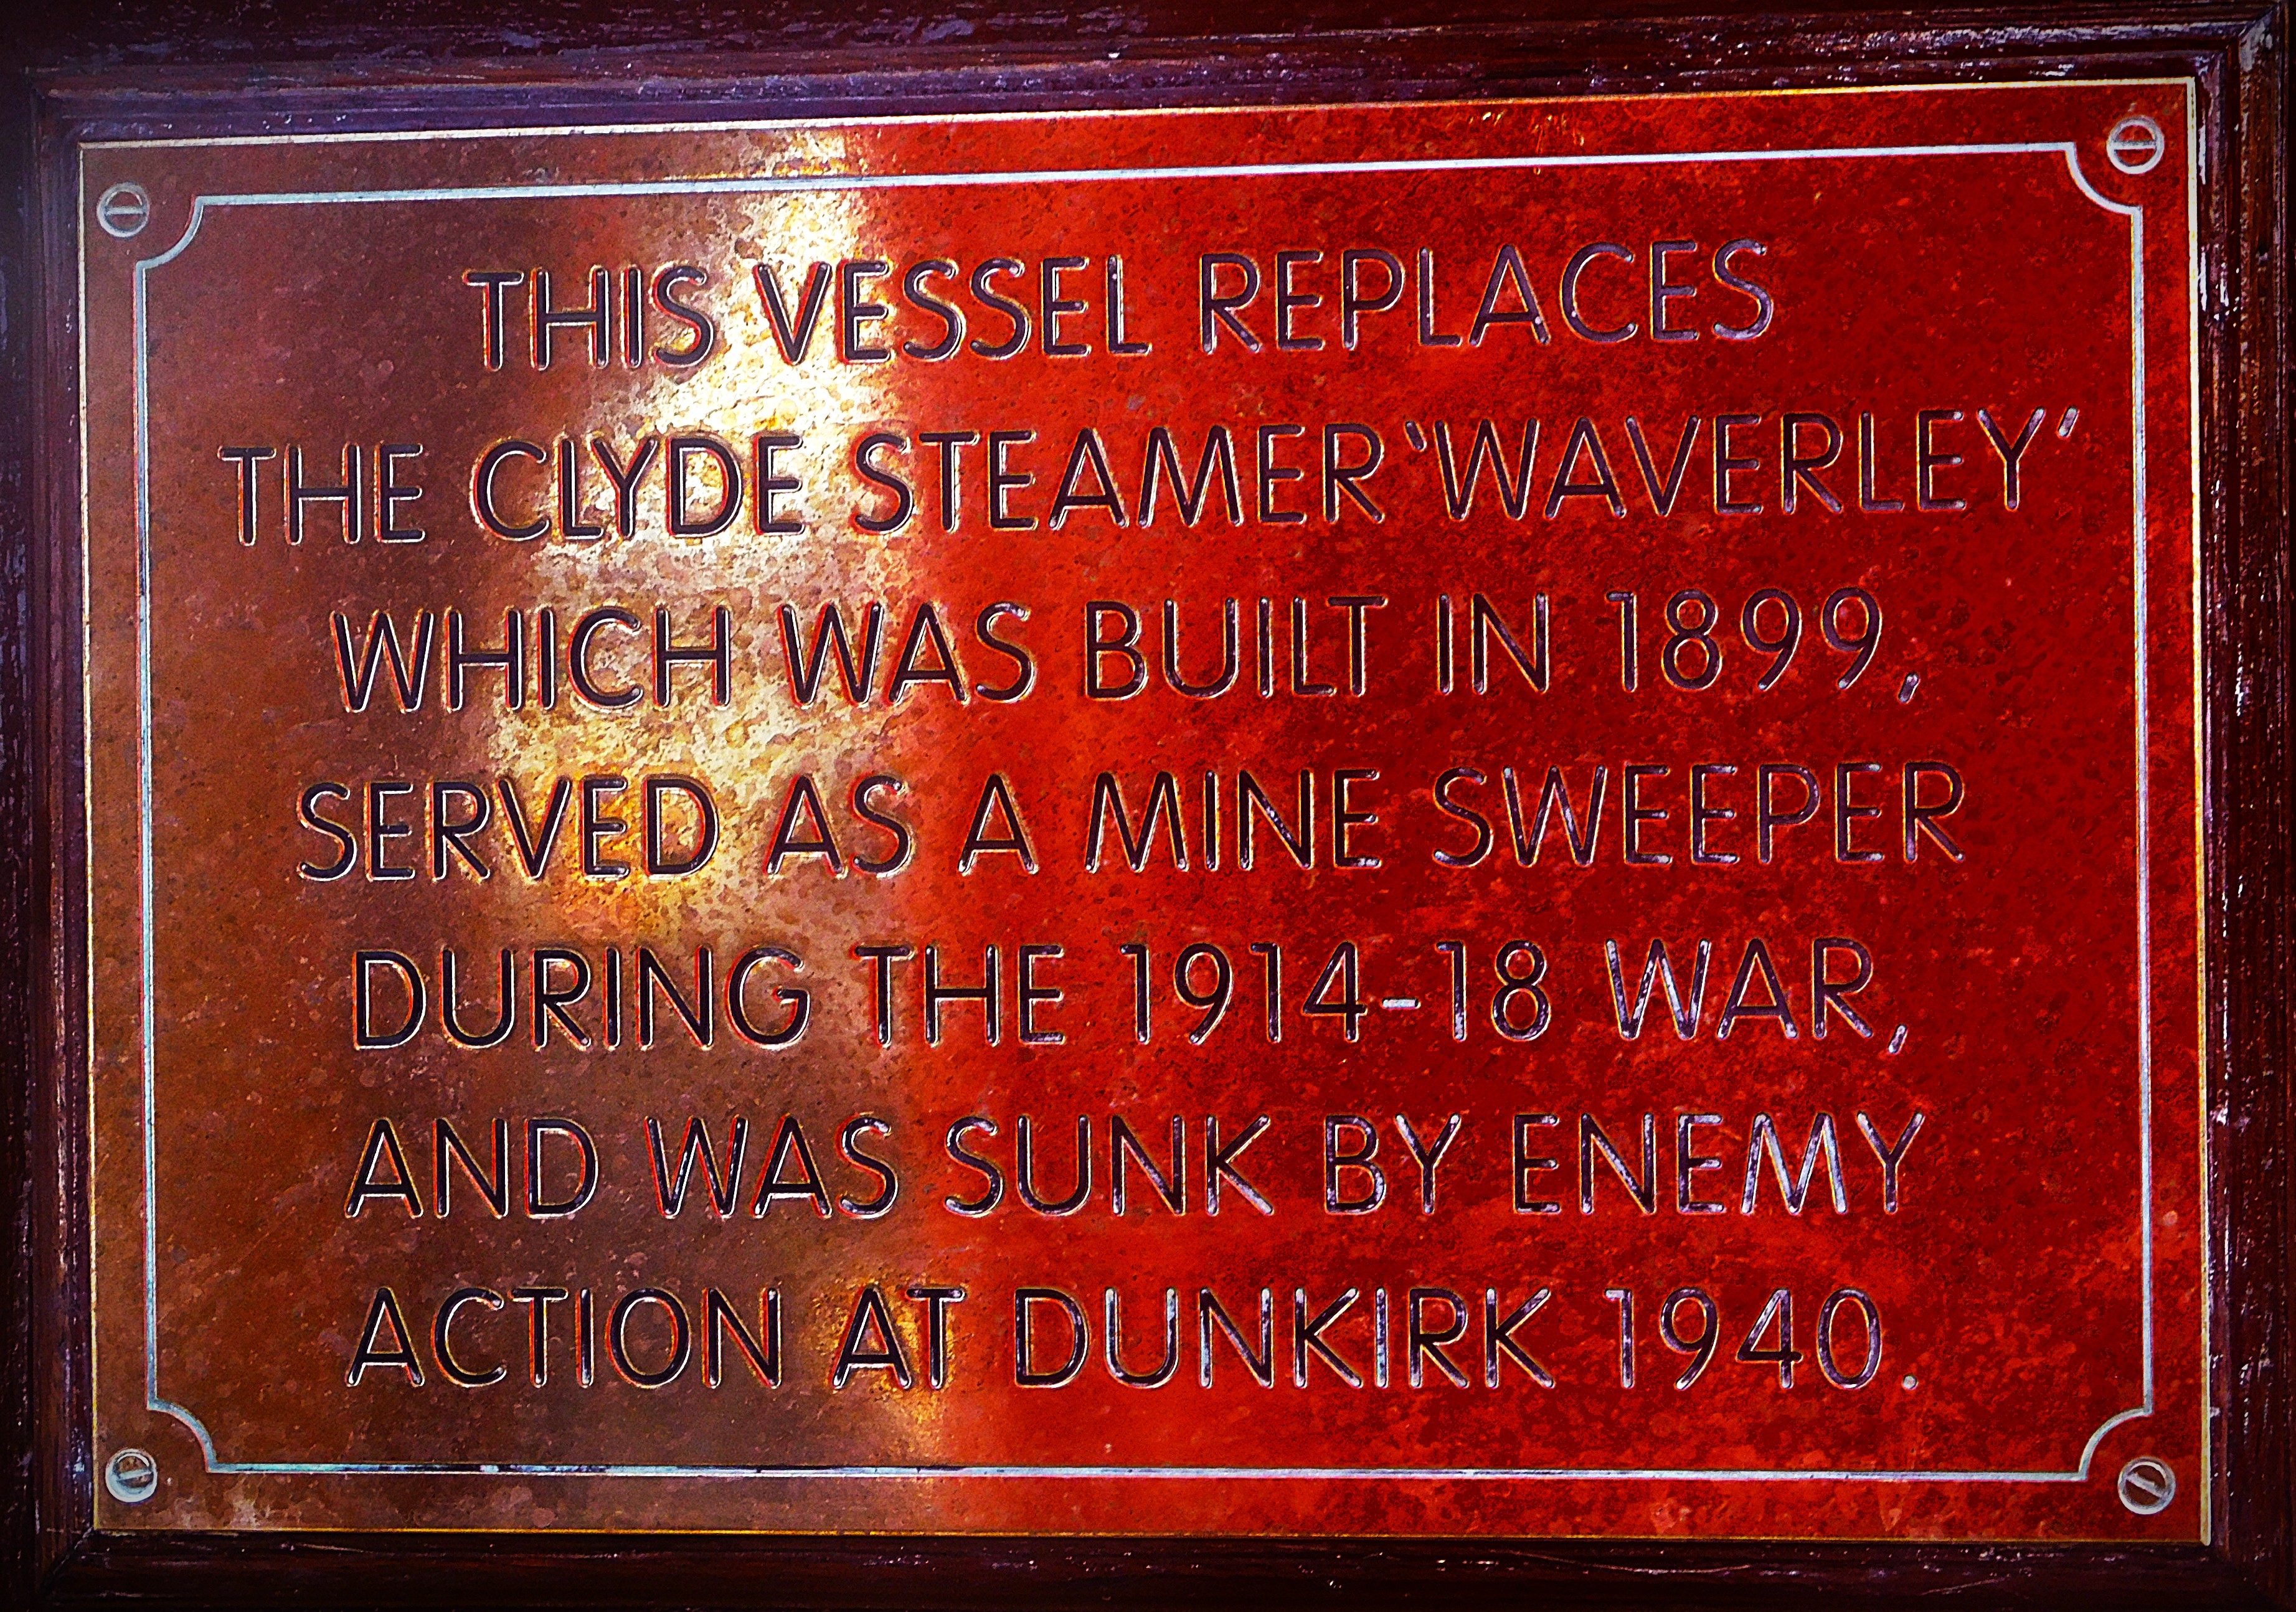 THIS VESSEL REPLACES
THE CLYDE STEAMER 'WAVERLEY'
WHICH WAS BUILT IN 1899,
SERVED AS A MINE SWEEPER
DURING THE 1914-18 WAR,
AND WAS SUNK BY ENEMY
ACTION AT DUNKIRK 1940.